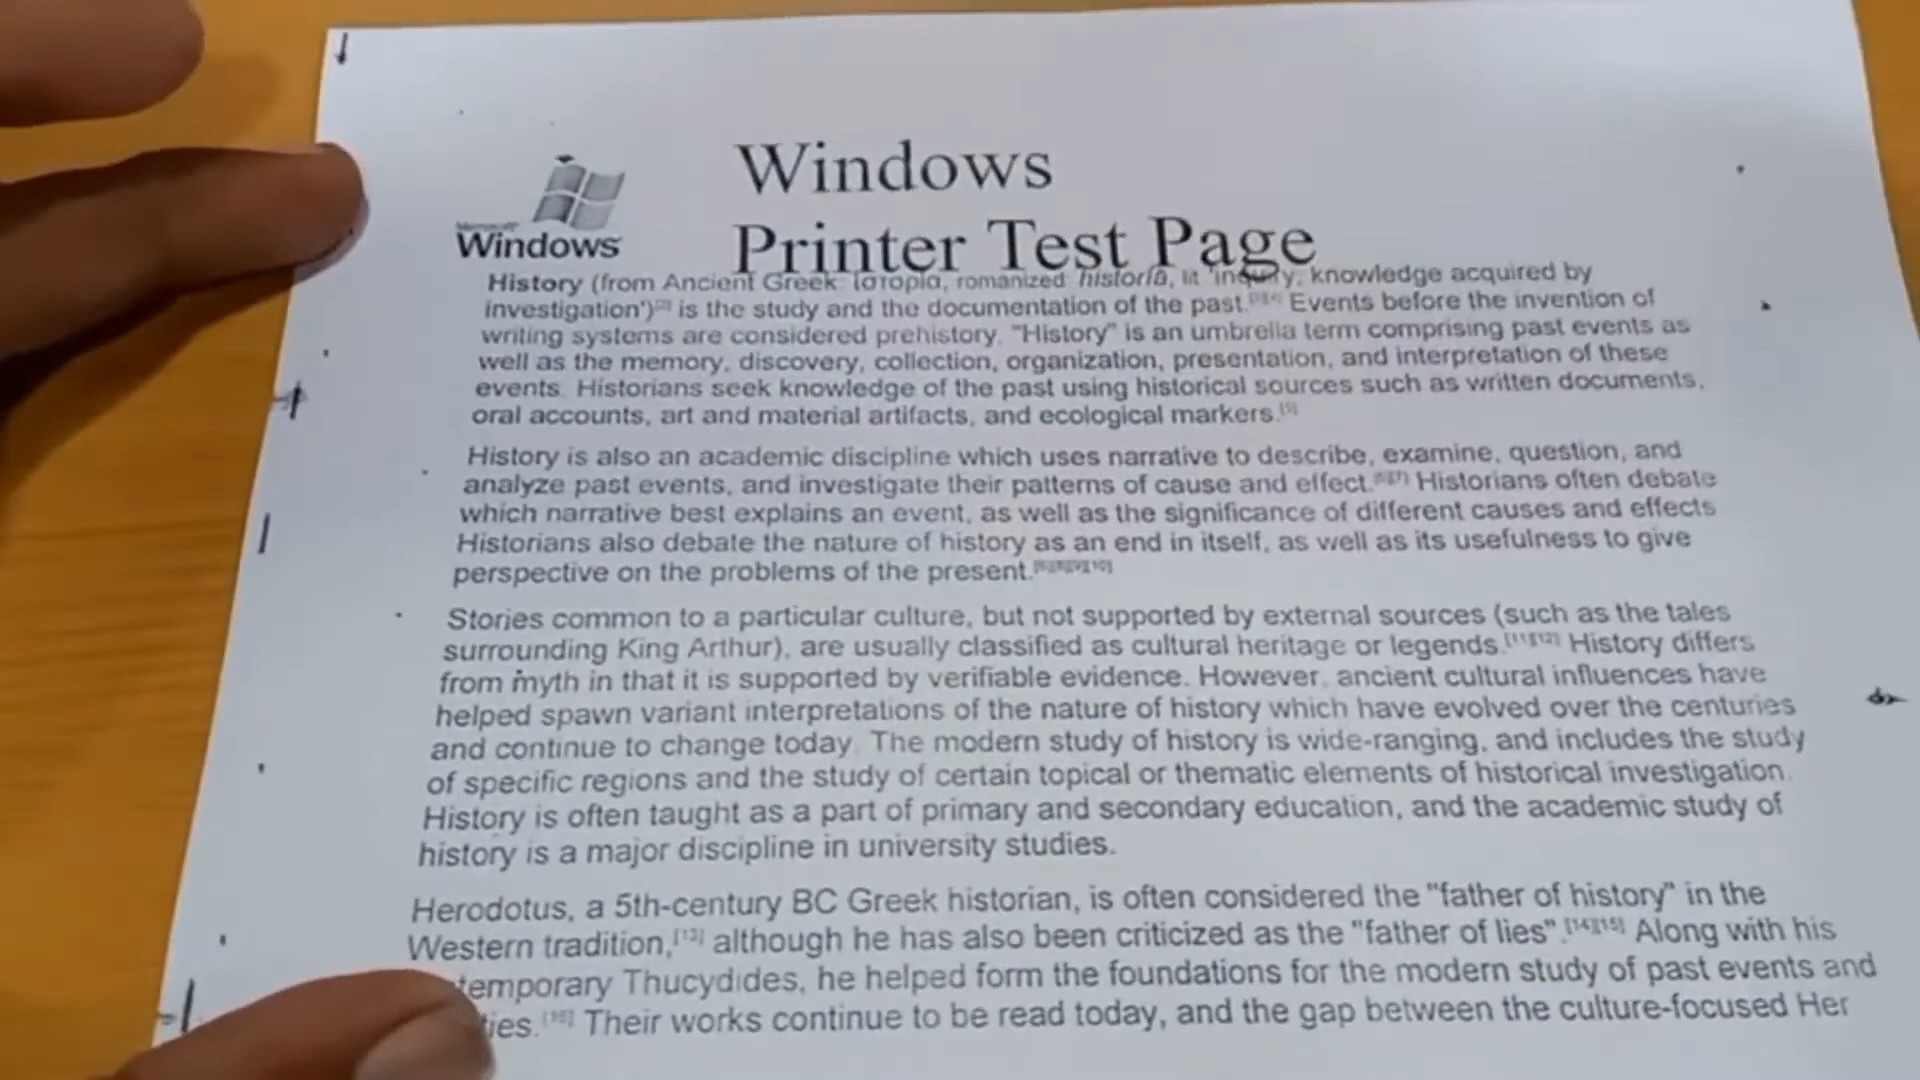 Windows
Printer Test Page
Microsoft
Windows
History (from Ancient Greek: ἱστορία, romanized: historía, lit. 'inquiry; knowledge acquired by
investigation')[2] is the study and the documentation of the past.[3][4] Events before the invention of
writing systems are considered prehistory. "History" is an umbrella term comprising past events as
well as the memory, discovery, collection, organization, presentation, and interpretation of these
events. Historians seek knowledge of the past using historical sources such as written documents,
oral accounts, art and material artifacts, and ecological markers.[5]
History is also an academic discipline which uses narrative to describe, examine, question, and
analyze past events, and investigate their patterns of cause and effect.[6][7] Historians often debate
which narrative best explains an event, as well as the significance of different causes and effects
Historians also debate the nature of history as an end in itself, as well as its usefulness to give
perspective on the problems of the present.[6][8][9][10]
Stories common to a particular culture, but not supported by external sources (such as the tales
surrounding King Arthur), are usually classified as cultural heritage or legends.[11][12] History differs
from myth in that it is supported by verifiable evidence. However, ancient cultural influences have
helped spawn variant interpretations of the nature of history which have evolved over the centuries
and continue to change today. The modern study of history is wide-ranging, and includes the study
of specific regions and the study of certain topical or thematic elements of historical investigation.
History is often taught as a part of primary and secondary education, and the academic study of
history is a major discipline in university studies.
Herodotus, a 5th-century BC Greek historian, is often considered the "father of history" in the
Western tradition,[13] although he has also been criticized as the "father of lies".[14][15] Along with his
temporary Thucydides, he helped form the foundations for the modern study of past events and
ties.[16] Their works continue to be read today, and the gap between the culture-focused Her